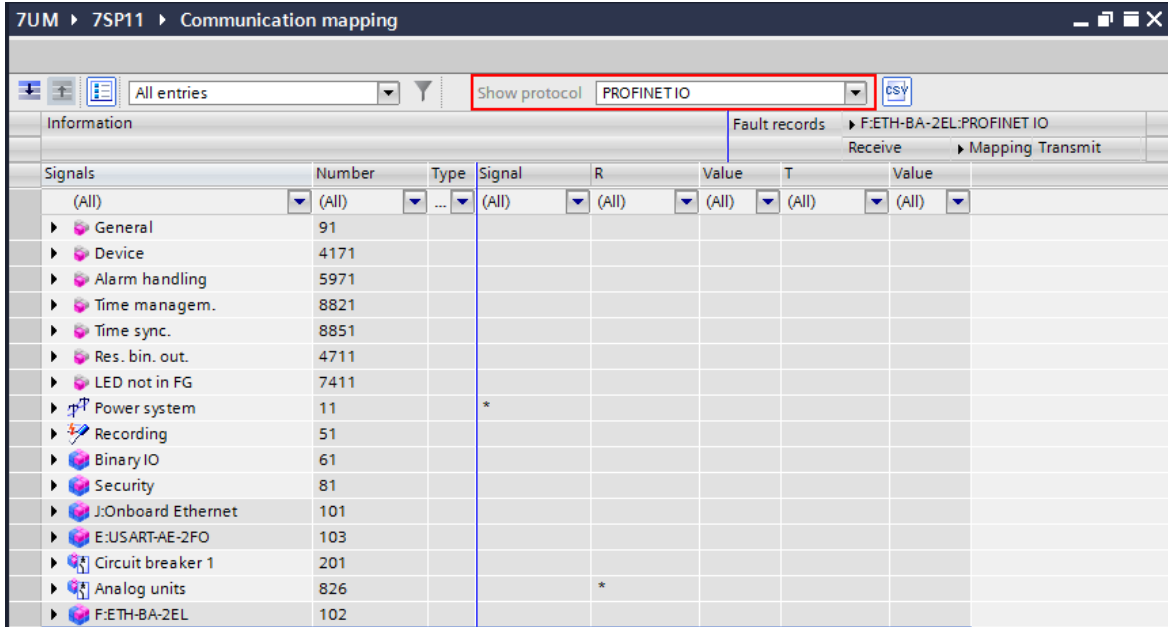 7UM ▸ 7SP11 ▸ Communication mapping
All entries Show protocol PROFINET IO CSV
Information Fault records ▸ F:ETH-BA-2EL:PROFINET IO
Receive ▸ Mapping Transmit
Signals Number Type Signal R Value T Value
(All) (All) ... (All) (All) (All) (All) (All)
General 91
Device 4171
Alarm handling 5971
Time managem. 8821
Time sync. 8851
Res. bin. out. 4711
LED not in FG 7411
Power system 11 *
Recording 51
Binary IO 61
Security 81
J:Onboard Ethernet 101
E:USART-AE-2FO 103
Circuit breaker 1 201
Analog units 826 *
F:ETH-BA-2EL 102